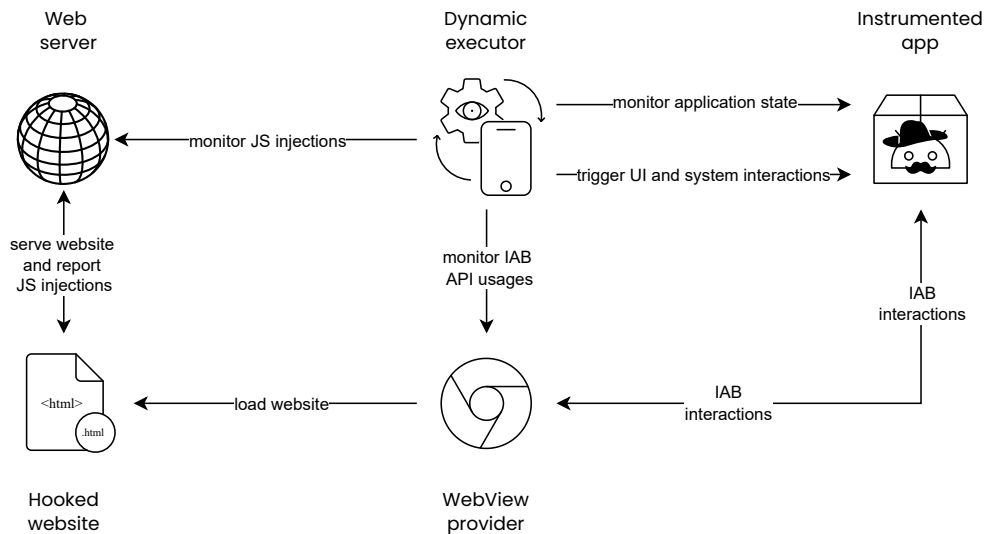 Web
server
Dynamic
executor
Instrumented
app
monitor application state
monitor JS injections
trigger UI and system interactions
serve website
and report
JS injections
monitor IAB
API usages
IAB
interactions
<html>
.html
load website
IAB
interactions
Hooked
website
WebView
provider